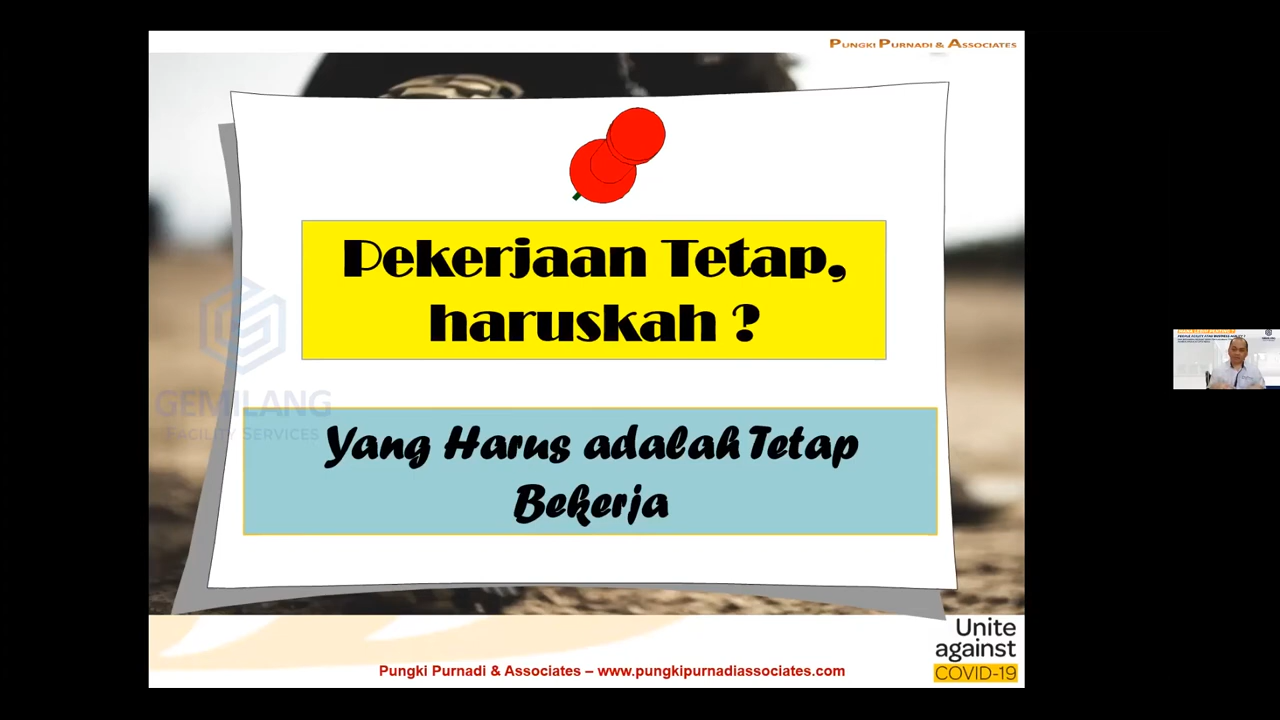 PUNGKI PURNADI & ASSOCIATES
Pekerjaan Tetap,
haruskah ?
GEMILANG
FACILITY SERVICES
Yang Harus adalah Tetap
Bekerja
Unite
against
COVID-19
Pungki Purnadi & Associates – www.pungkipurnadiassociates.com